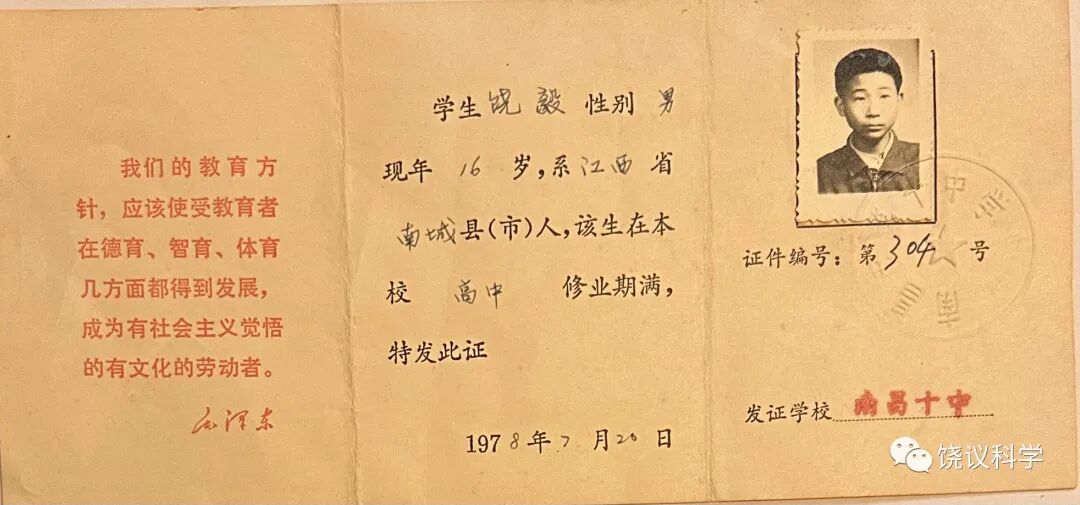 我们的教育方
针，应该使受教育者
在德育、智育、体育
几方面都得到发展，
成为有社会主义觉悟
的有文化的劳动者。
毛泽东
学生饶毅 性别 男
现年 16 岁，系江西省
南城县(市)人，该生在本
校 高中 修业期满，
特发此证
1978年7月20日
证件编号：第304号
发证学校 南昌十中
饶议科学